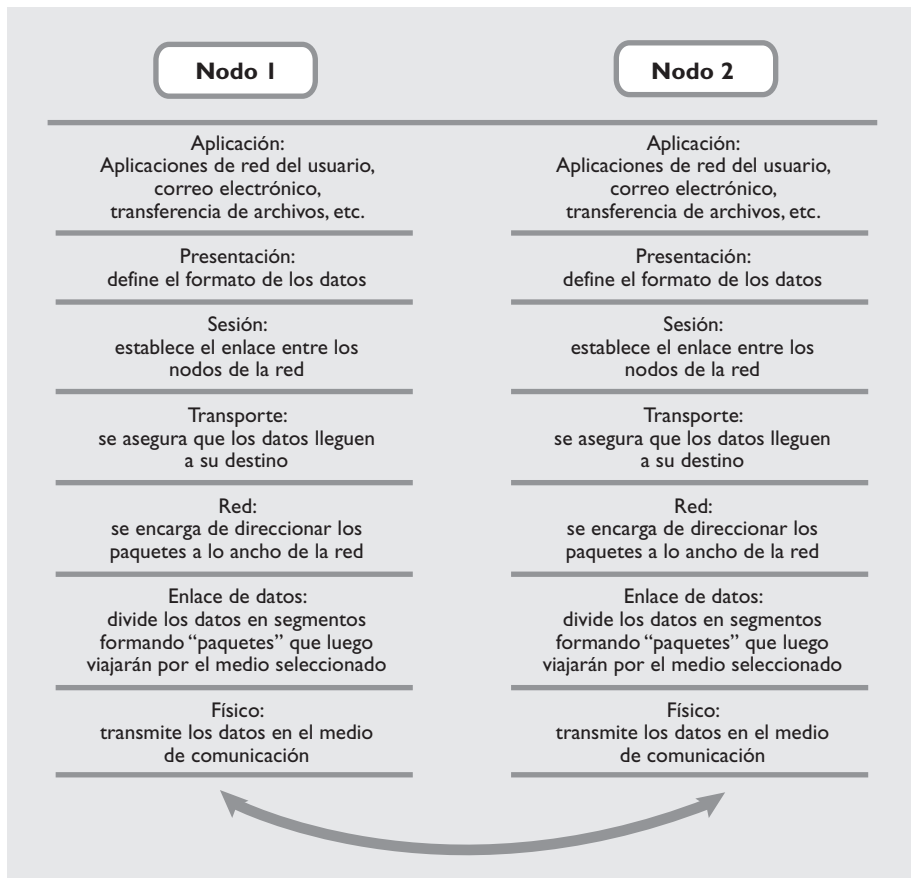 Nodo 1
Aplicación:
Aplicaciones de red del usuario,
correo electrónico,
transferencia de archivos, etc.
Presentación:
define el formato de los datos
Sesión:
establece el enlace entre los
nodos de la red
Transporte:
se asegura que los datos lleguen
a su destino
Red:
se encarga de direccionar los
paquetes a lo ancho de la red
Enlace de datos:
divide los datos en segmentos
formando “paquetes” que luego
viajarán por el medio seleccionado
Físico:
transmite los datos en el medio
de comunicación
Nodo 2
Aplicación:
Aplicaciones de red del usuario,
correo electrónico,
transferencia de archivos, etc.
Presentación:
define el formato de los datos
Sesión:
establece el enlace entre los
nodos de la red
Transporte:
se asegura que los datos lleguen
a su destino
Red:
se encarga de direccionar los
paquetes a lo ancho de la red
Enlace de datos:
divide los datos en segmentos
formando “paquetes” que luego
viajarán por el medio seleccionado
Físico:
transmite los datos en el medio
de comunicación